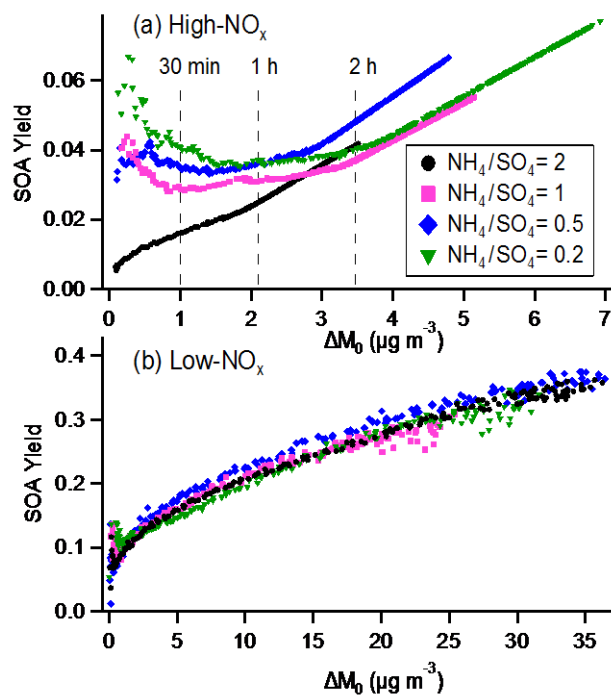 (a) High-NOx
30 min
1 h
2 h
0.06
0.04
0.02
0.00
SOA Yield
NH4/SO4= 2
NH4/SO4= 1
NH4/SO4= 0.5
NH4/SO4= 0.2
0 1 2 3 4 5 6 7
ΔM0 (µg m-3)
(b) Low-NOx
0.4
0.3
0.2
0.1
0.0
SOA Yield
0 5 10 15 20 25 30 35
ΔM0 (µg m-3)